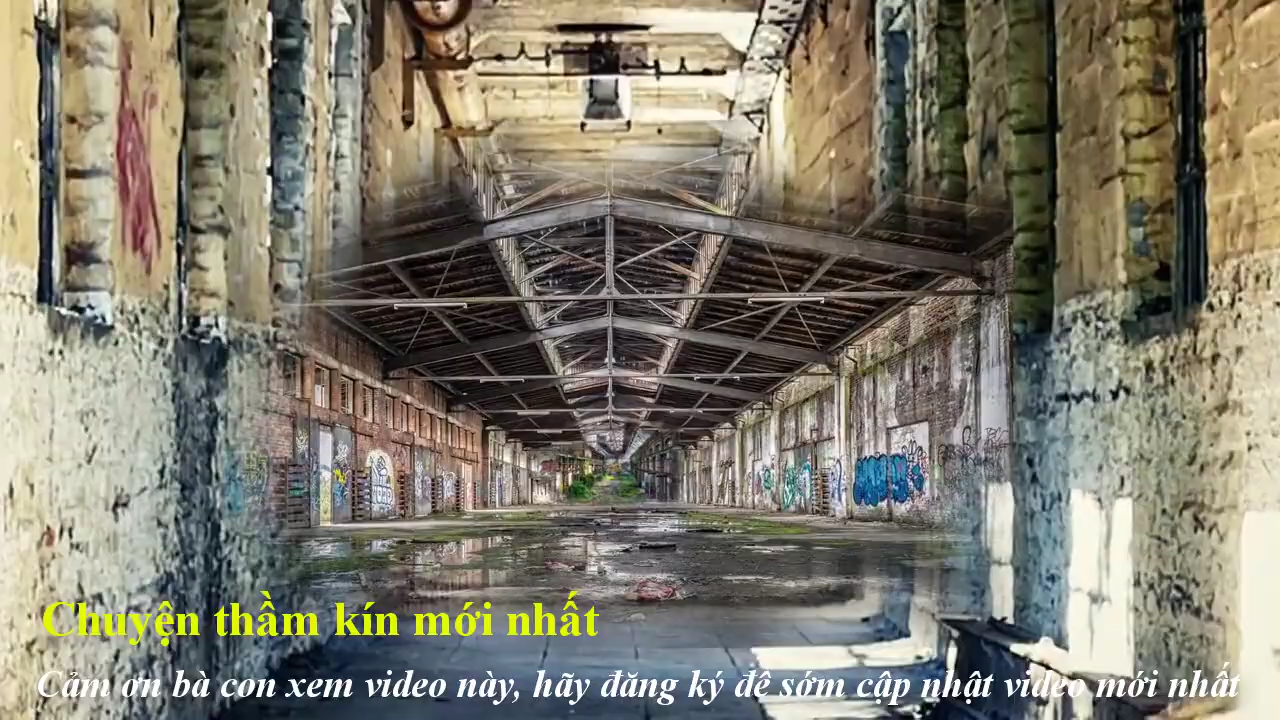 Chuyện thầm kín mới nhất
Cảm ơn bà con xem video này, hãy đăng ký để sớm cập nhật video mới nhất